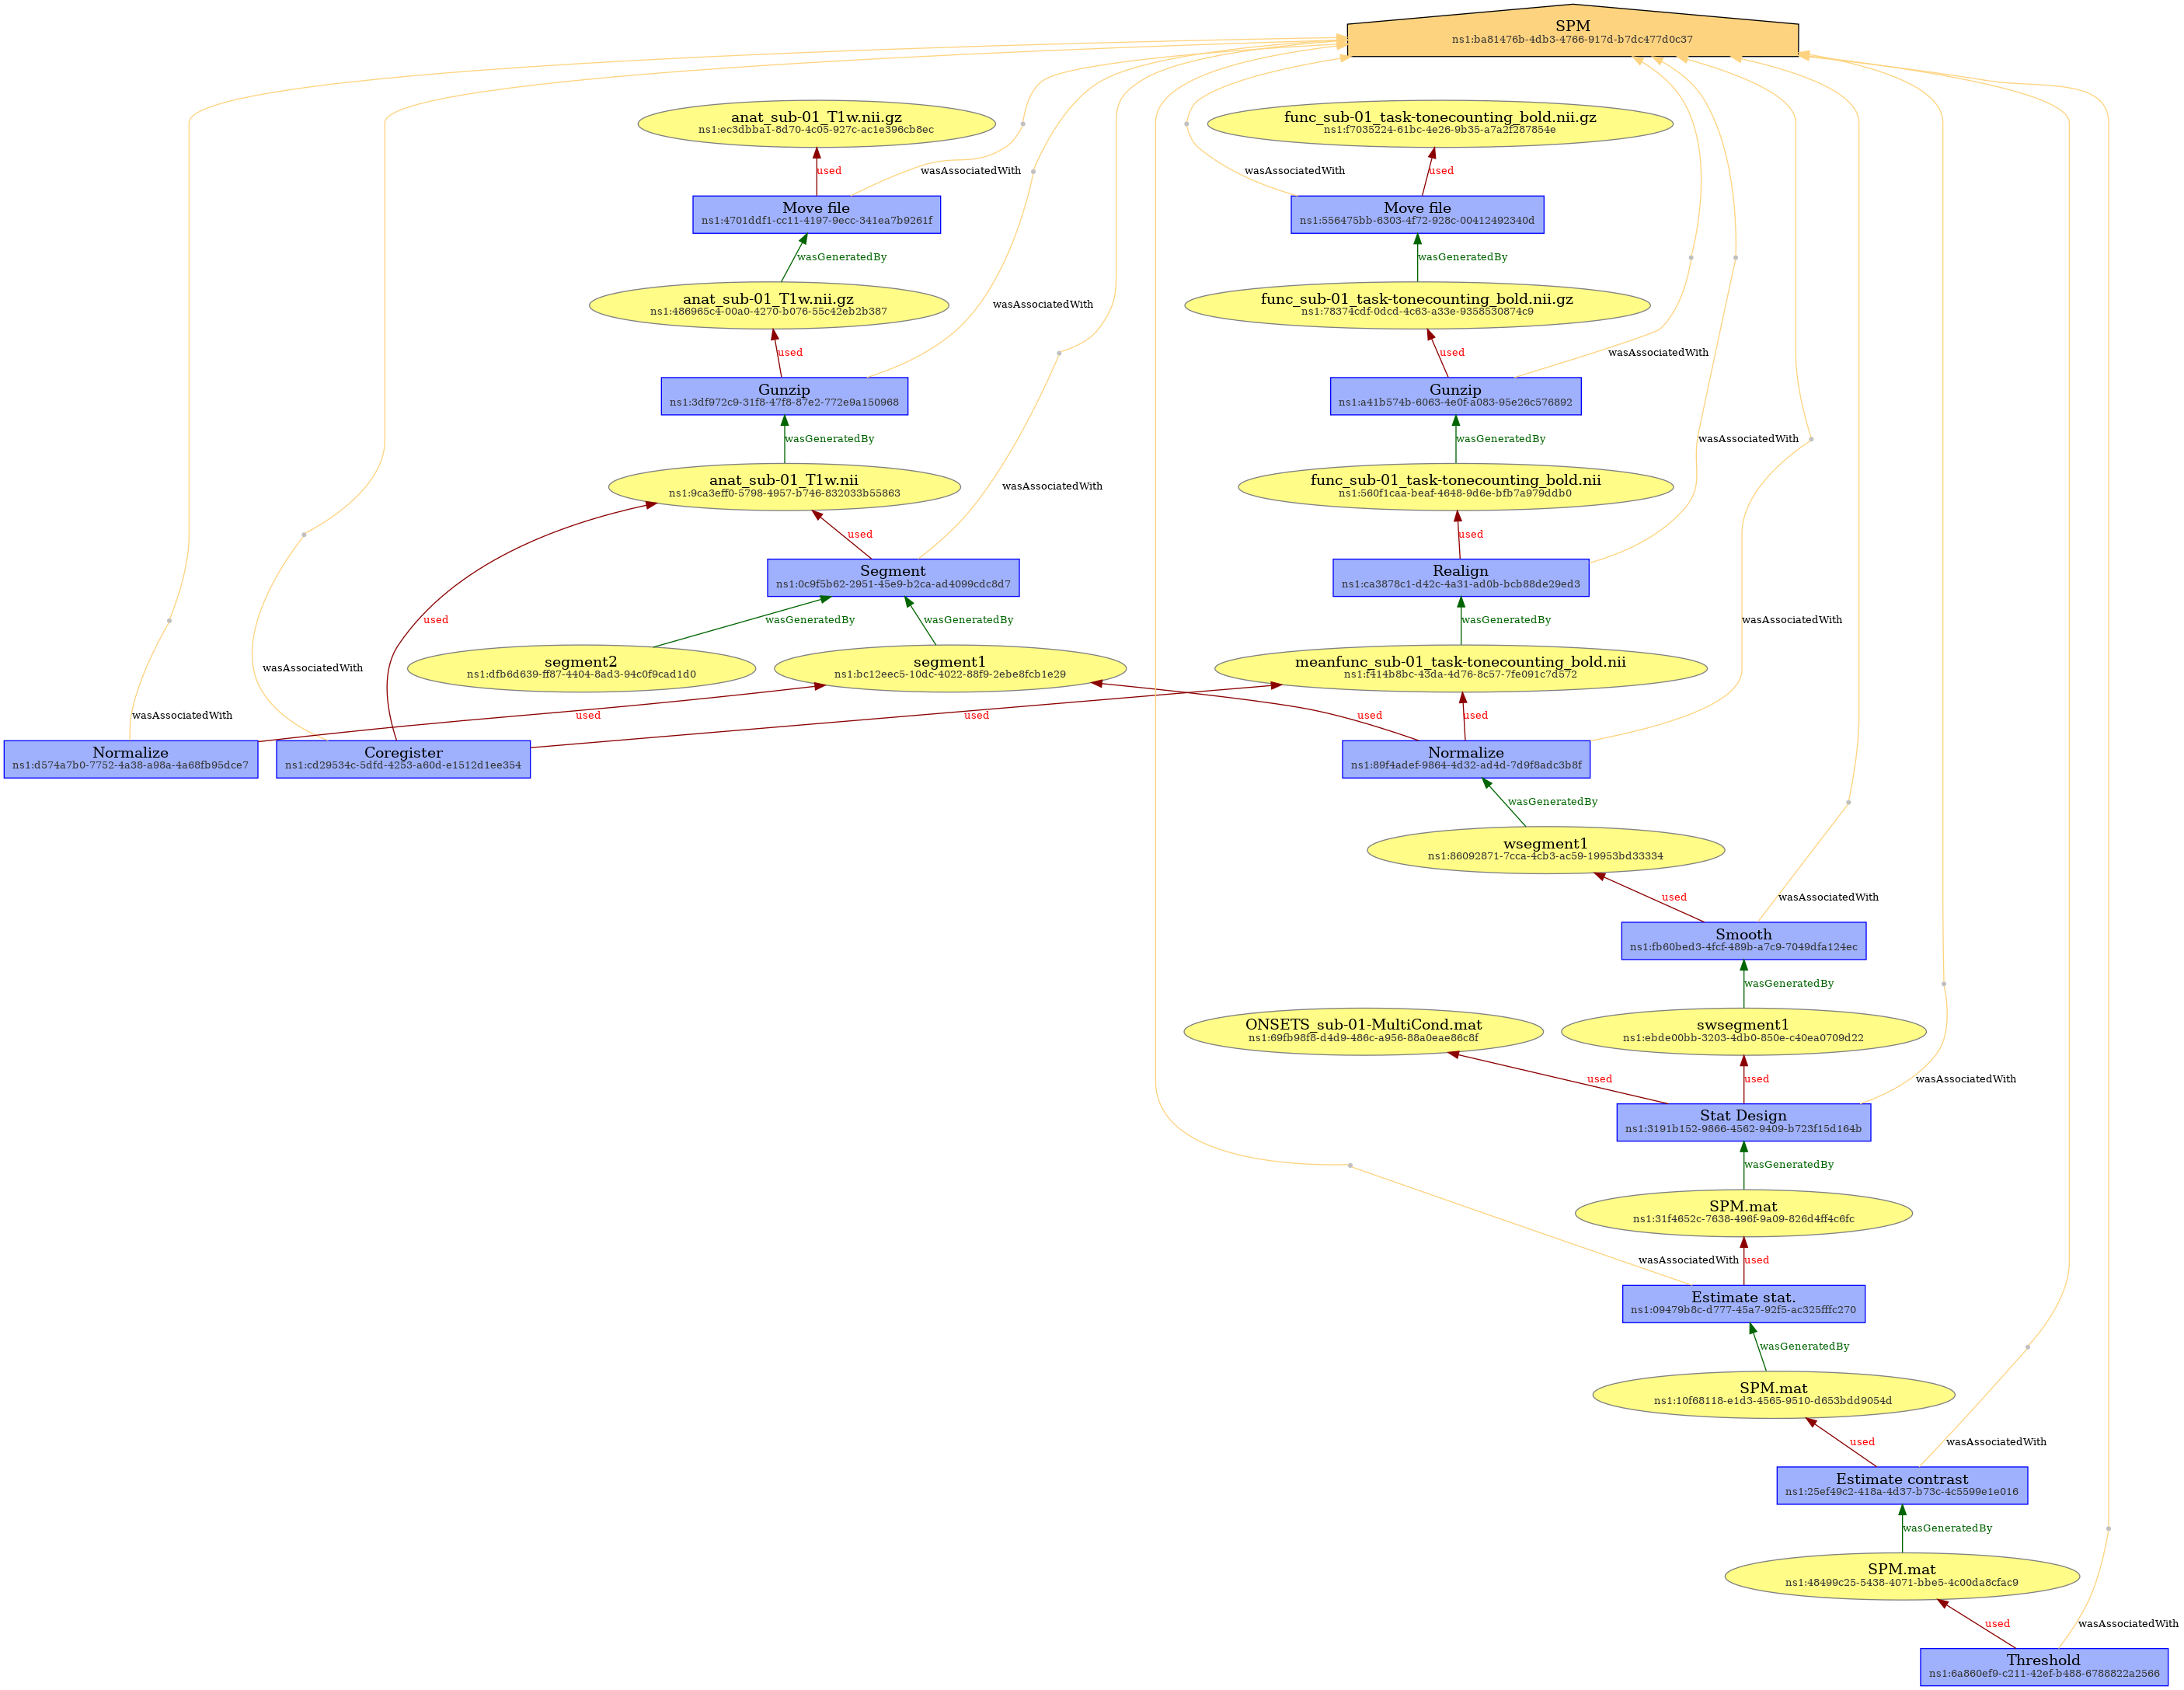 SPM
ns1:ba81476b-4db3-4766-917d-b7dc477d0c37
anat_sub-01_T1w.nii.gz
ns1:ec3dbba1-8d70-4c05-927c-ac1e396cb8ec
func_sub-01_task-tonecounting_bold.nii.gz
ns1:f7035224-61bc-4e26-9b35-a7a2f287854e
used
wasAssociatedWith
wasAssociatedWith
used
Move file
ns1:4701ddf1-cc11-4197-9ecc-341ea7b9261f
Move file
ns1:556475bb-6303-4f72-928c-00412492340d
wasGeneratedBy
wasGeneratedBy
anat_sub-01_T1w.nii.gz
ns1:486965c4-00a0-4270-b076-55c42eb2b387
wasAssociatedWith
func_sub-01_task-tonecounting_bold.nii.gz
ns1:78374cdf-0dcd-4c63-a33e-9358530874c9
used
used
wasAssociatedWith
Gunzip
ns1:3df972c9-31f8-47f8-87e2-772e9a150968
Gunzip
ns1:a41b574b-6063-4e0f-a083-95e26c576892
wasGeneratedBy
wasGeneratedBy
wasAssociatedWith
anat_sub-01_T1w.nii
ns1:9ca3eff0-5798-4957-b746-832033b55863
wasAssociatedWith
func_sub-01_task-tonecounting_bold.nii
ns1:560f1caa-beaf-4648-9d6e-bfb7a979ddb0
used
used
Segment
ns1:0c9f5b62-2951-45e9-b2ca-ad4099cdc8d7
Realign
ns1:ca3878c1-d42c-4a31-ad0b-bcb88de29ed3
used
wasGeneratedBy
wasGeneratedBy
wasGeneratedBy
wasAssociatedWith
wasAssociatedWith
segment2
ns1:dfb6d639-ff87-4404-8ad3-94c0f9cad1d0
segment1
ns1:bc12eec5-10dc-4022-88f9-2ebe8fcb1e29
meanfunc_sub-01_task-tonecounting_bold.nii
ns1:f414b8bc-43da-4d76-8c57-7fe091c7d572
wasAssociatedWith
used
used
used
used
Normalize
ns1:d574a7b0-7752-4a38-a98a-4a68fb95dce7
Coregister
ns1:cd29534c-5dfd-4253-a60d-e1512d1ee354
Normalize
ns1:89f4adef-9864-4d32-ad4d-7d9f8adc3b8f
wasGeneratedBy
wsegment1
ns1:86092871-7cca-4cb3-ac59-19953bd33334
used
wasAssociatedWith
Smooth
ns1:fb60bed3-4fcf-489b-a7c9-7049dfa124ec
wasGeneratedBy
ONSETS_sub-01-MultiCond.mat
ns1:69fb98f8-d4d9-486c-a956-88a0eae86c8f
swsegment1
ns1:ebde00bb-3203-4db0-850e-c40ea0709d22
used
used
wasAssociatedWith
Stat Design
ns1:3191b152-9866-4562-9409-b723f15d164b
wasGeneratedBy
SPM.mat
ns1:31f4652c-7638-496f-9a09-826d4ff4c6fc
wasAssociatedWith
used
Estimate stat.
ns1:09479b8c-d777-45a7-92f5-ac325fffc270
wasGeneratedBy
SPM.mat
ns1:10f68118-e1d3-4565-9510-d653bdd9054d
used
wasAssociatedWith
Estimate contrast
ns1:25ef49c2-418a-4d37-b73c-4c5599e1e016
wasGeneratedBy
SPM.mat
ns1:48499c25-5438-4071-bbe5-4c00da8cfac9
used
wasAssociatedWith
Threshold
ns1:6a860ef9-c211-42ef-b488-6788822a2566